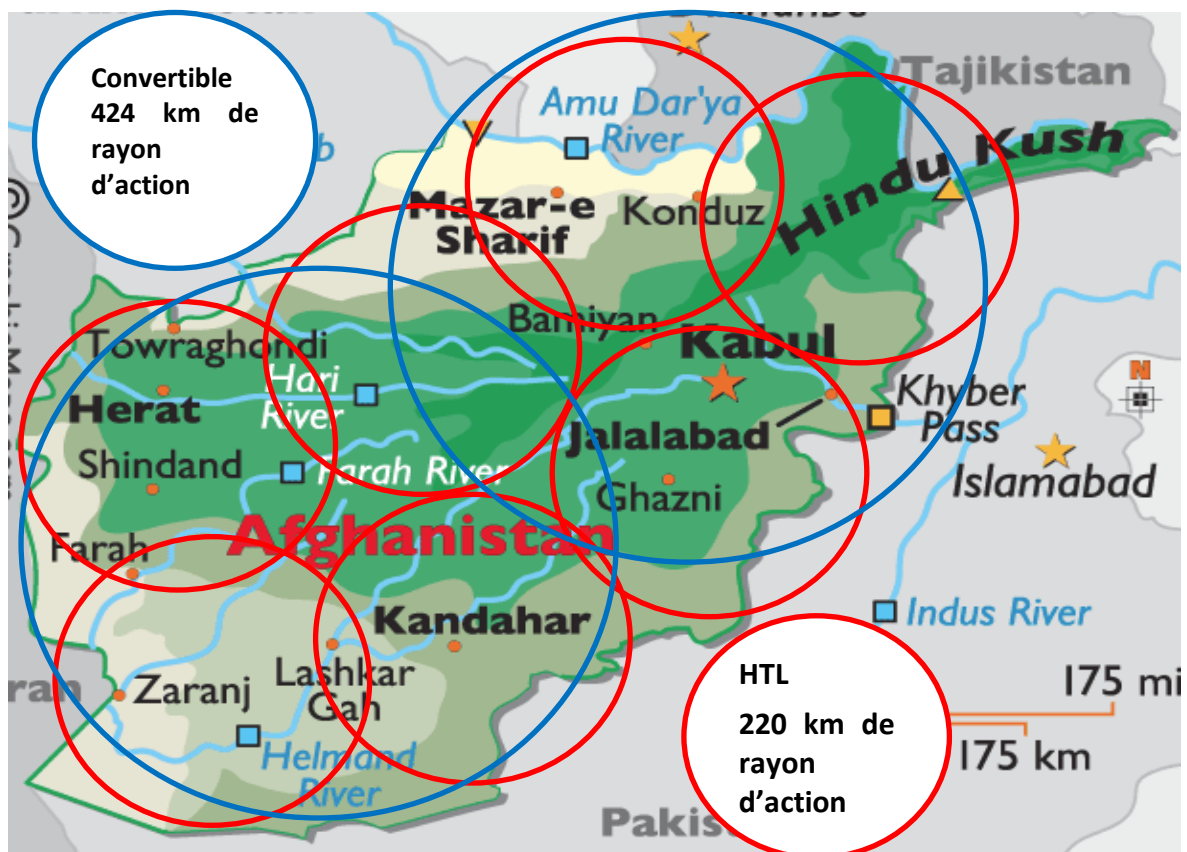 Convertible
424 km de
rayon
d’action
Amu Dar'ya
River
Tajikistan
Hindu Kush
Mazar-e
Sharif
Konduz
Bamiyan
Kabul
Towraghondi
Hari
River
Herat
Khyber
Pass
N
Jalalabad
Shindand
Farah River
Ghazni
Islamabad
Afghanistan
Farah
Kandahar
Indus River
Zaranj
Lashkar
Gah
Helmand
River
HTL
220 km de
rayon
d’action
175 mi
175 km